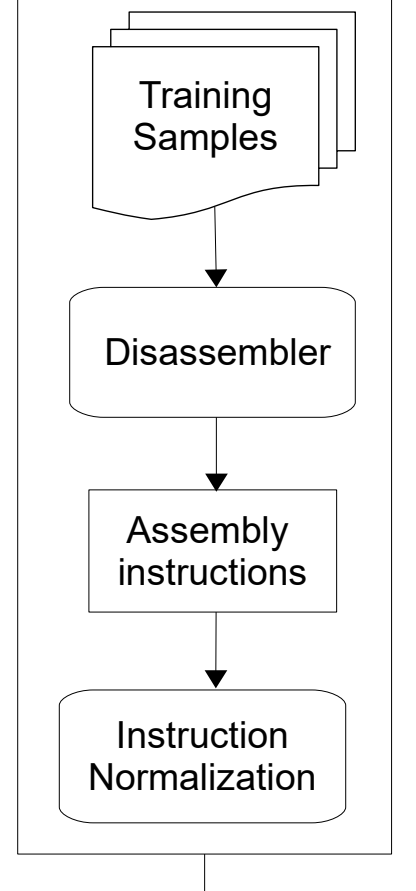 Training
Samples
Disassembler
Assembly
instructions
Instruction
Normalization